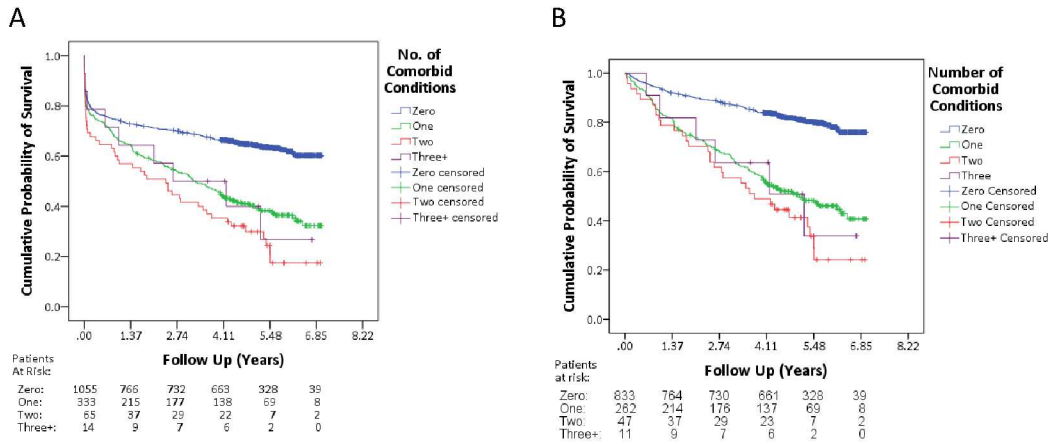 A
No. of
Comorbid
Conditions
Zero
One
Two
Three+
Zero censored
One censored
Two censored
Three+ censored
Cumulative Probability of Survival
1.0
0.8
0.6
0.4
0.2
0.0
.00 1.37 2.74 4.11 5.48 6.85 8.22
Follow Up (Years)
Patients
At Risk:
Zero: 1055 766 732 663 328 39
One: 333 215 177 138 69 8
Two: 65 37 29 22 7 2
Three+: 14 9 7 6 2 0
B
Number of
Comorbid
Conditions
Zero
One
Two
Three
Zero Censored
One Censored
Two Censored
Three+ Censored
Cumulative Probability of Survival
1.0
0.8
0.6
0.4
0.2
0.0
.00 1.37 2.74 4.11 5.48 6.85 8.22
Follow Up (Years)
Patients
at risk:
Zero: 833 764 730 661 328 39
One: 262 214 176 137 69 8
Two: 47 37 29 23 7 2
Three+: 11 9 7 6 2 0